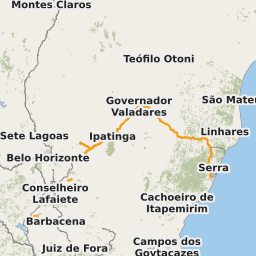 Montes Claros
Teófilo Otoni
Governador
Valadares
São Mateu
Sete Lagoas
Ipatinga
Linhares
Belo Horizonte
Serra
Conselheiro
Lafaiete
Cachoeiro de
Itapemirim
Barbacena
Juiz de Fora
Campos dos
Goytacazes